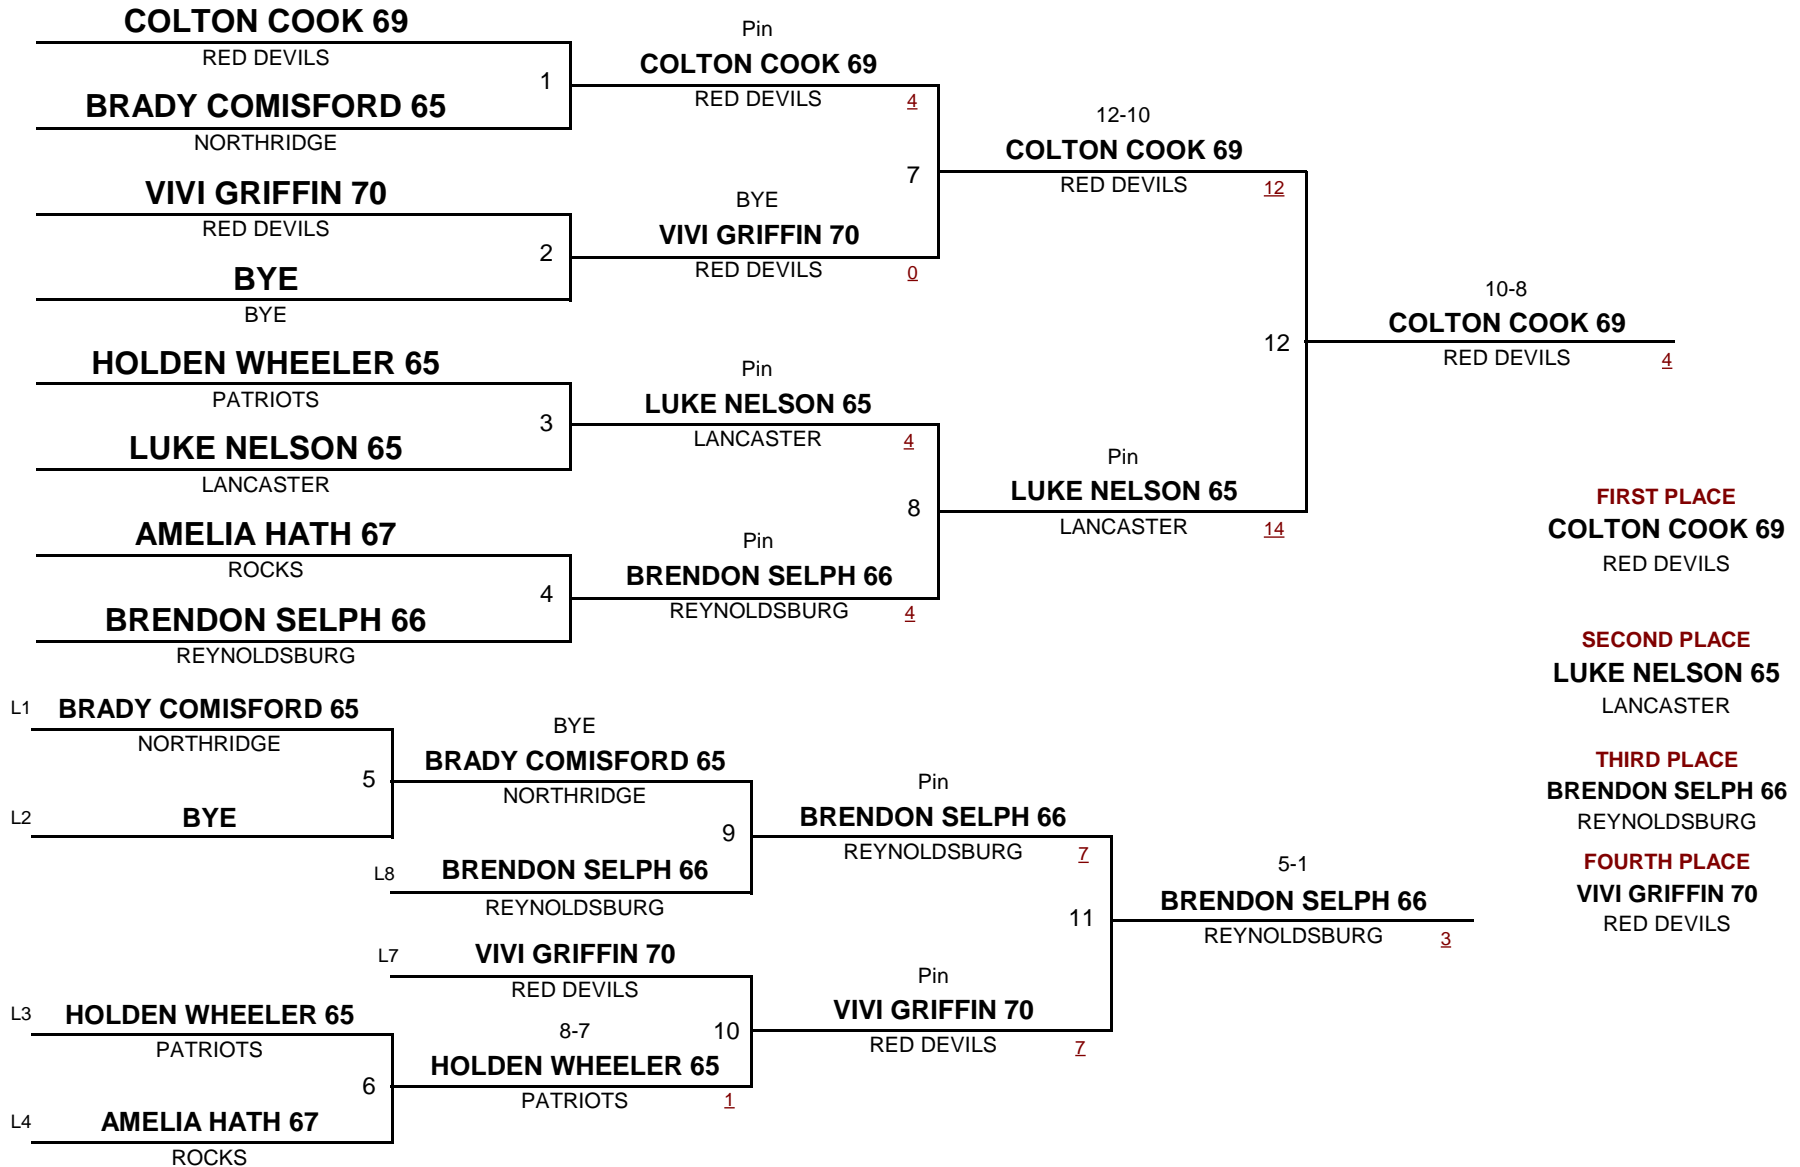 COLTON COOK 69
RED DEVILS
1
BRADY COMISFORD 65
NORTHRIDGE
VIVI GRIFFIN 70
RED DEVILS
2
BYE
BYE
HOLDEN WHEELER 65
PATRIOTS
3
LUKE NELSON 65
LANCASTER
AMELIA HATH 67
ROCKS
4
BRENDON SELPH 66
REYNOLDSBURG
Pin
COLTON COOK 69
RED DEVILS 4
7
BYE
VIVI GRIFFIN 70
RED DEVILS 0
Pin
LUKE NELSON 65
LANCASTER 4
8
Pin
BRENDON SELPH 66
REYNOLDSBURG 4
12-10
COLTON COOK 69
RED DEVILS 12
12
Pin
LUKE NELSON 65
LANCASTER 14
10-8
COLTON COOK 69
RED DEVILS 4
FIRST PLACE
COLTON COOK 69
RED DEVILS
SECOND PLACE
LUKE NELSON 65
LANCASTER
THIRD PLACE
BRENDON SELPH 66
REYNOLDSBURG
FOURTH PLACE
VIVI GRIFFIN 70
RED DEVILS
L1 BRADY COMISFORD 65
NORTHRIDGE
5
L2 BYE
BYE
BRADY COMISFORD 65
NORTHRIDGE
9
L8 BRENDON SELPH 66
REYNOLDSBURG
L7 VIVI GRIFFIN 70
RED DEVILS
10
8-7
HOLDEN WHEELER 65
PATRIOTS 1
L3 HOLDEN WHEELER 65
PATRIOTS
6
L4 AMELIA HATH 67
ROCKS
Pin
BRENDON SELPH 66
REYNOLDSBURG 7
11
Pin
VIVI GRIFFIN 70
RED DEVILS 7
5-1
BRENDON SELPH 66
REYNOLDSBURG 3